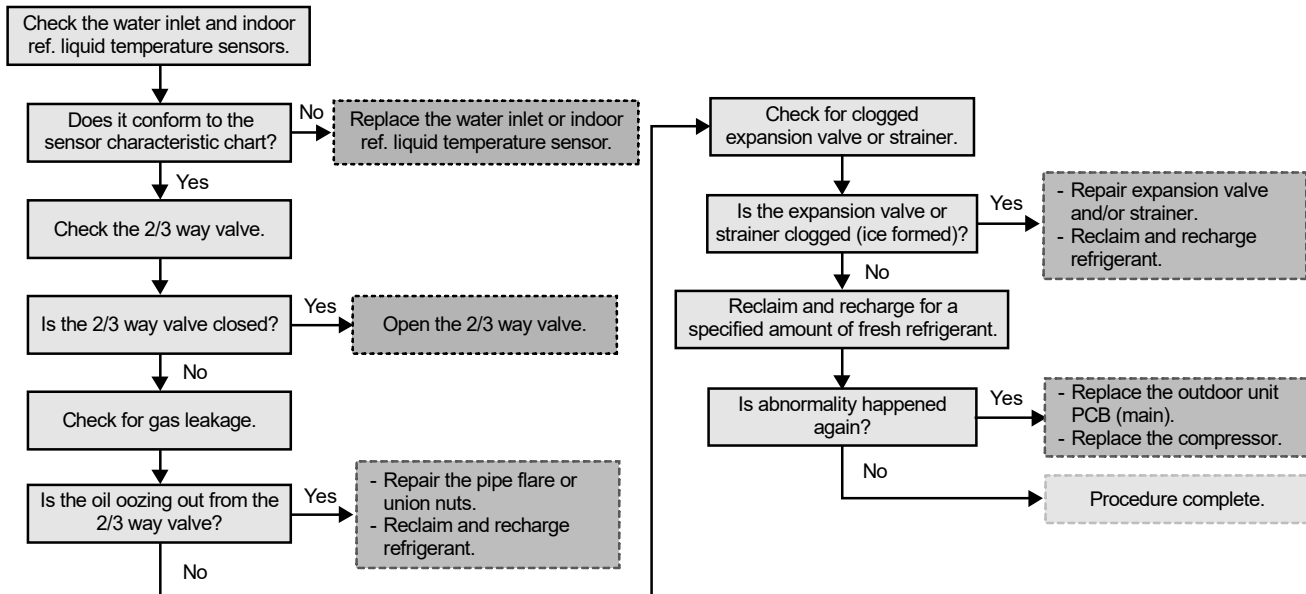 Check the water inlet and indoor
ref. liquid temperature sensors.
Does it conform to the
sensor characteristic chart?
No
Replace the water inlet or indoor
ref. liquid temperature sensor.
Yes
Check the 2/3 way valve.
Is the 2/3 way valve closed?
Yes
Open the 2/3 way valve.
No
Check for gas leakage.
Is the oil oozing out from the
2/3 way valve?
Yes
- Repair the pipe flare or
union nuts.
- Reclaim and recharge
refrigerant.
No
Check for clogged
expansion valve or strainer.
Is the expansion valve or
strainer clogged (ice formed)?
Yes
- Repair expansion valve
and/or strainer.
- Reclaim and recharge
refrigerant.
No
Reclaim and recharge for a
specified amount of fresh refrigerant.
Is abnormality happened
again?
Yes
- Replace the outdoor unit
PCB (main).
- Replace the compressor.
No
Procedure complete.